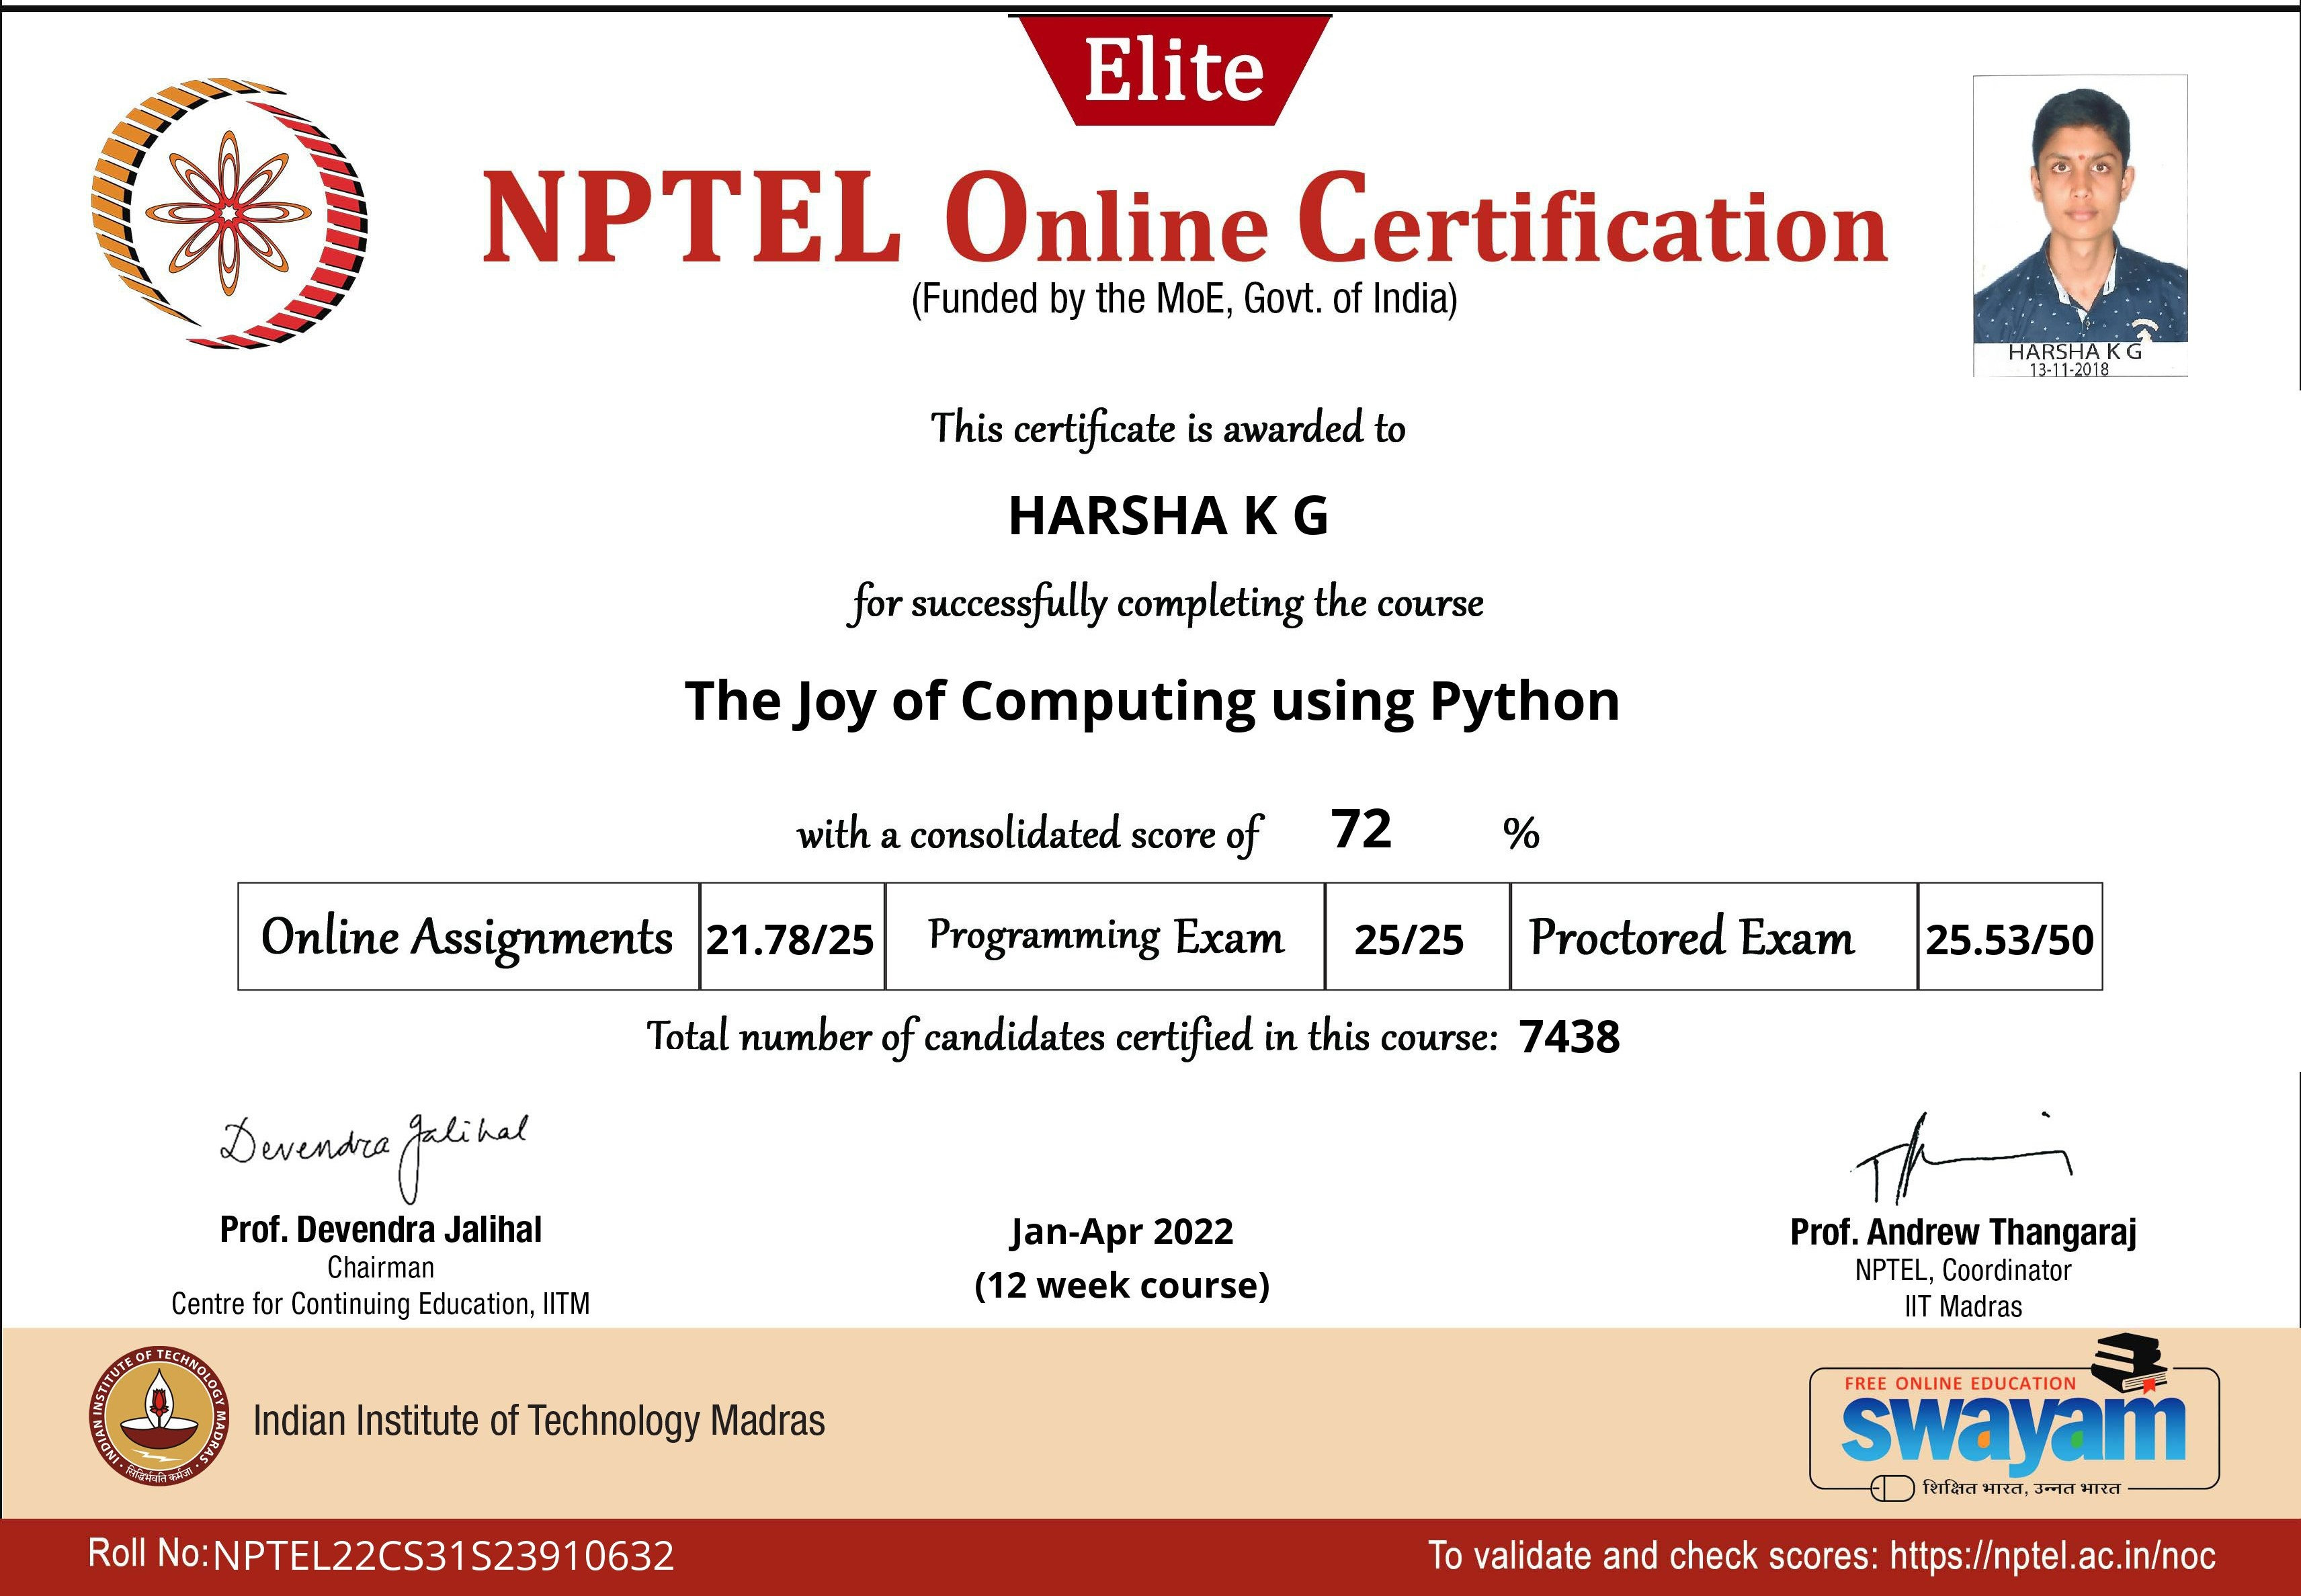 Elite
NPTEL Online Certification
(Funded by the MoE, Govt. of India)
HARSHA K G
13-11-2018
This certificate is awarded to
HARSHA K G
for successfully completing the course
The Joy of Computing using Python
with a consolidated score of 72 %
Online Assignments 21.78/25 Programming Exam 25/25 Proctored Exam 25.53/50
Total number of candidates certified in this course: 7438
Devendra Jalihal
Prof. Devendra Jalihal
Chairman
Centre for Continuing Education, IITM
Jan-Apr 2022
(12 week course)
Prof. Andrew Thangaraj
NPTEL, Coordinator
IIT Madras
INDIAN INSTITUTE OF TECHNOLOGY MADRAS
सिद्धिर्भवति कर्मजा
Indian Institute of Technology Madras
FREE ONLINE EDUCATION
swayam
शिक्षित भारत, उन्नत भारत
Roll No: NPTEL22CS31S23910632
To validate and check scores: https://nptel.ac.in/noc